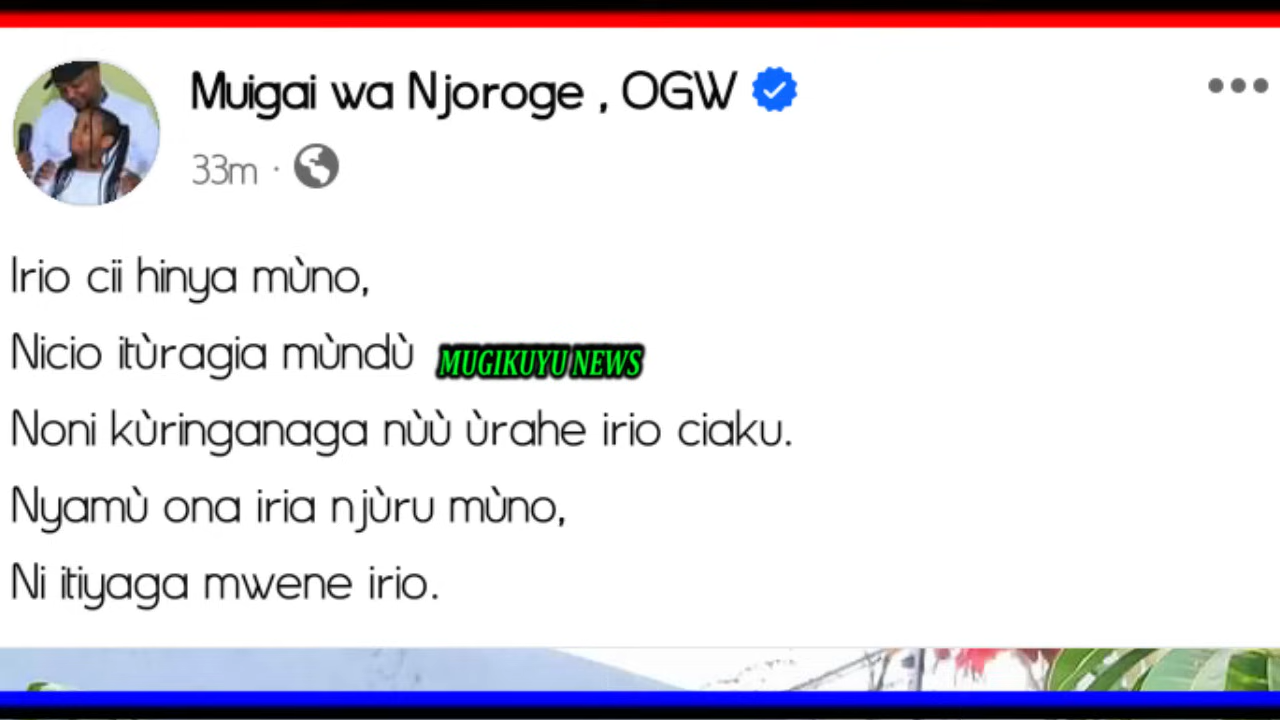 Muigai wa Njoroge , OGW
33m ·
Irio cii hinya mùno,
Nicio itùragia mùndù
MUGIKUYU NEWS
Noni kùringanaga nùù ùrahe irio ciaku.
Nyamù ona iria njùru mùno,
Ni itiyaga mwene irio.